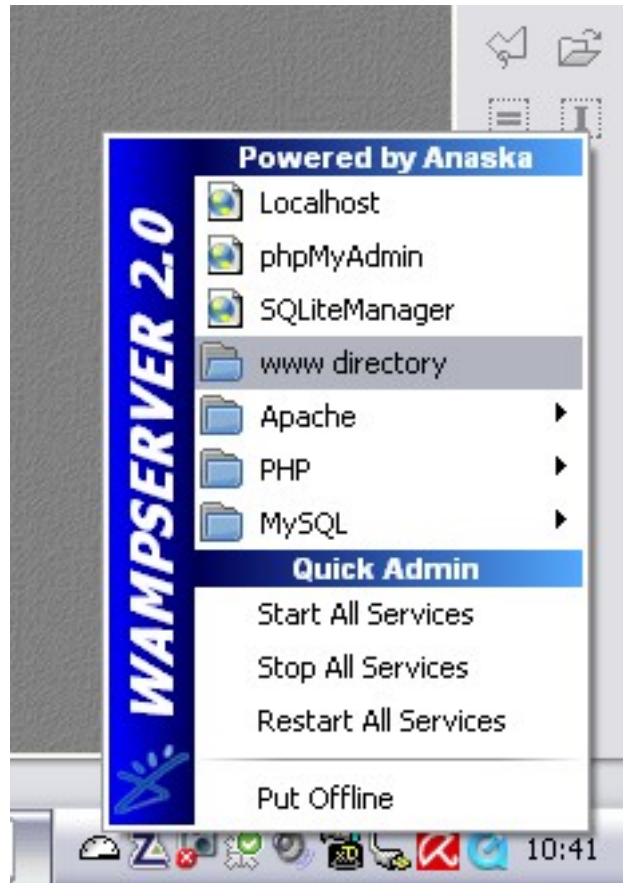 Powered by Anaska
Localhost
phpMyAdmin
SQLiteManager
www directory
Apache
PHP
MySQL
Quick Admin
Start All Services
Stop All Services
Restart All Services
Put Offline
WAMPSERVER 2.0
10:41